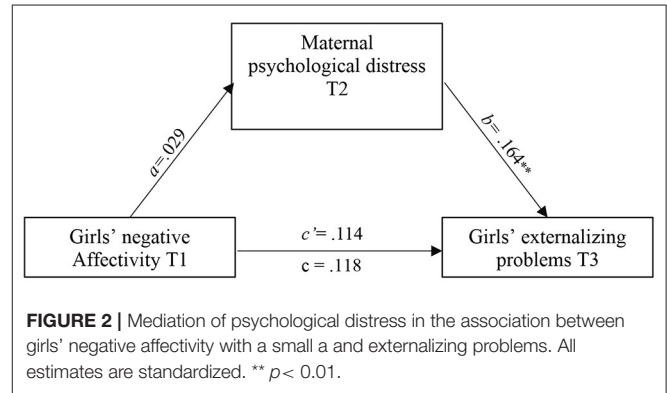 Maternal
psychological distress
T2
a=.029
b= .164**
Girls' negative
Affectivity T1
c'= .114
c = .118
Girls' externalizing
problems T3
FIGURE 2 | Mediation of psychological distress in the association between
girls' negative affectivity with a small a and externalizing problems. All
estimates are standardized. ** p< 0.01.